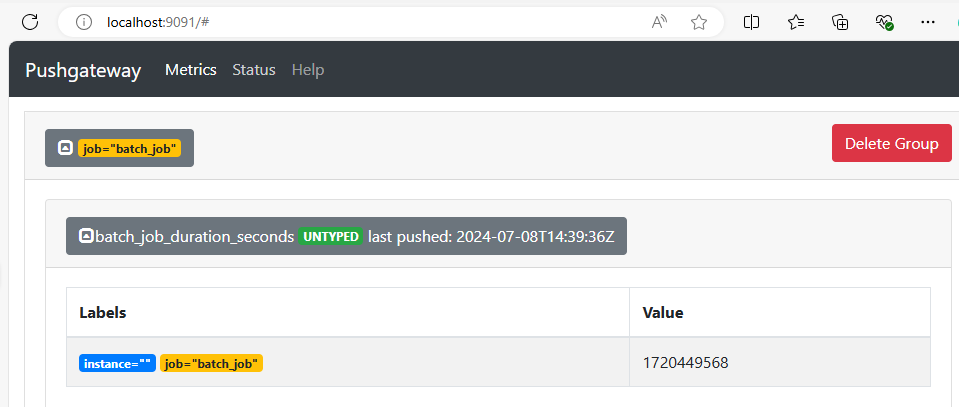 localhost:9091/#
Pushgateway Metrics Status Help
job="batch_job" Delete Group
batch_job_duration_seconds UNTYPED last pushed: 2024-07-08T14:39:36Z
Labels Value
instance="" job="batch_job" 1720449568